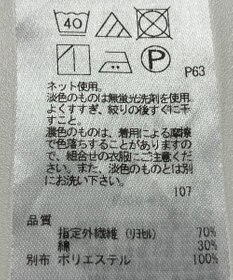 40
P
P63
ネット使用。
淡色のものは無蛍光洗剤を使用
よくすすぎ、絞りの後すぐに干す
こと。
濃色のものは、着用による摩擦
で色落ちすることがありますの
で、組合せの衣服にご注意くだ
さい。また、淡色のものとは別
にお洗い下さい。
107
品質
指定外繊維(リヨセル) 70%
綿 30%
別布 ポリエステル 100%